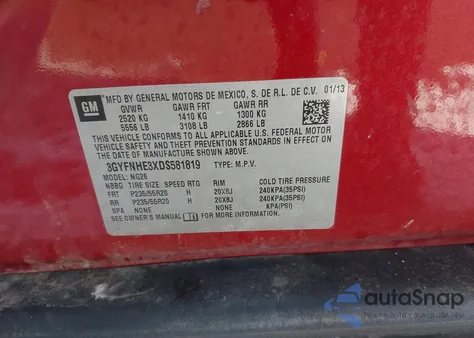 GM
MFD BY GENERAL MOTORS DE MEXICO, S. DE R.L. DE C.V. 01/13
GVWR GAWR FRT GAWR RR
2520 KG 1410 KG 1300 KG
5556 LB 3108 LB 2866 LB
THIS VEHICLE CONFORMS TO ALL APPLICABLE U.S. FEDERAL MOTOR
VEHICLE SAFETY, BUMPER, AND THEFT PREVENTION STANDARDS IN
EFFECT ON THE DATE OF MANUFACTURE SHOWN ABOVE.
3GYFNHE3XDS581819 TYPE: M.P.V.
MODEL: NG26
NBBG TIRE SIZE SPEED RTG RIM COLD TIRE PRESSURE
FRT P235/55R20 H 20X8J 240KPA(35PSI)
RR P235/55R20 H 20X8J 240KPA(35PSI)
SPA NONE NONE KPA(PSI)
SEE OWNER'S MANUAL FOR MORE INFORMATION.
autoSnap